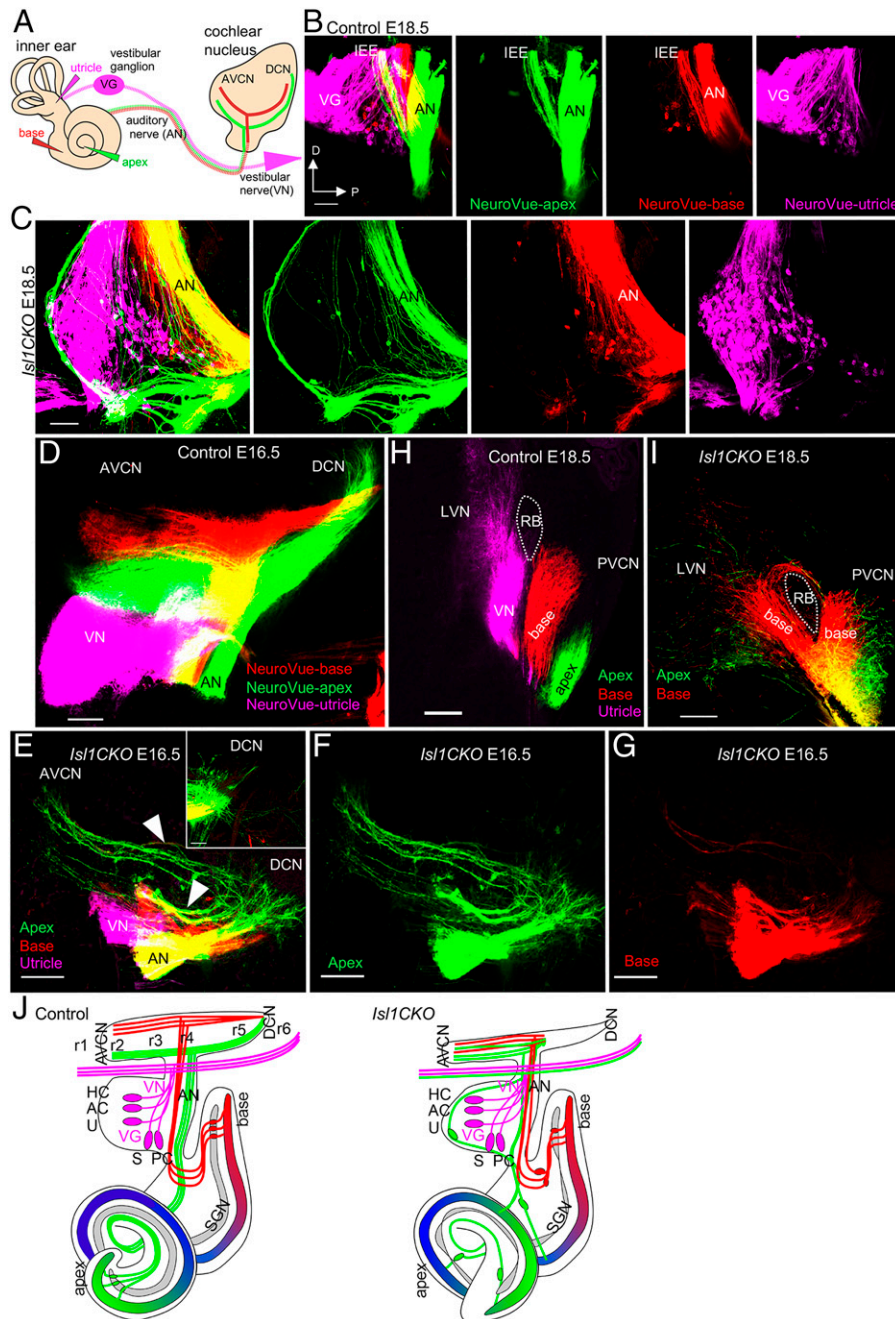 A
inner ear
vestibular
ganglion
utricle
VG
cochlear
nucleus
DCN
AVCN
auditory
nerve (AN)
base
apex
vestibular
nerve(VN)
B Control E18.5
IEE
VG
AN
D
P
IEE
AN
NeuroVue-apex
IEE
AN
NeuroVue-base
VG
NeuroVue-utricle
C
Isl1CKO E18.5
AN
AN
AN
D
Control E16.5
AVCN
DCN
VN
AN
NeuroVue-base
NeuroVue-apex
NeuroVue-utricle
H
Control E18.5
LVN
RB
PVCN
VN
base
apex
Apex
Base
Utricle
I
Isl1CKO E18.5
LVN
PVCN
RB
base
base
Apex
Base
E
Isl1CKO E16.5
AVCN
DCN
DCN
VN
AN
Apex
Base
Utricle
F
Isl1CKO E16.5
Apex
G
Isl1CKO E16.5
Base
J Control
AVCN
DCN
r1
r2
r3
r4
r5
r6
VN
AN
HC
AC
U
VG
S
PC
base
SGN
apex
Isl1CKO
AVCN
DCN
VN
AN
HC
AC
U
VG
S
PC
base
SGN
apex